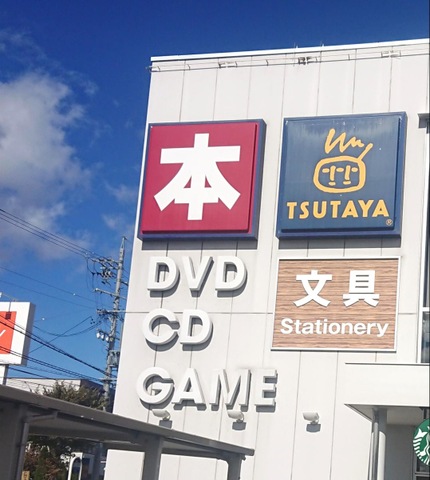 本
TSUTAYA
®
DVD
CD
GAME
文具
Stationery